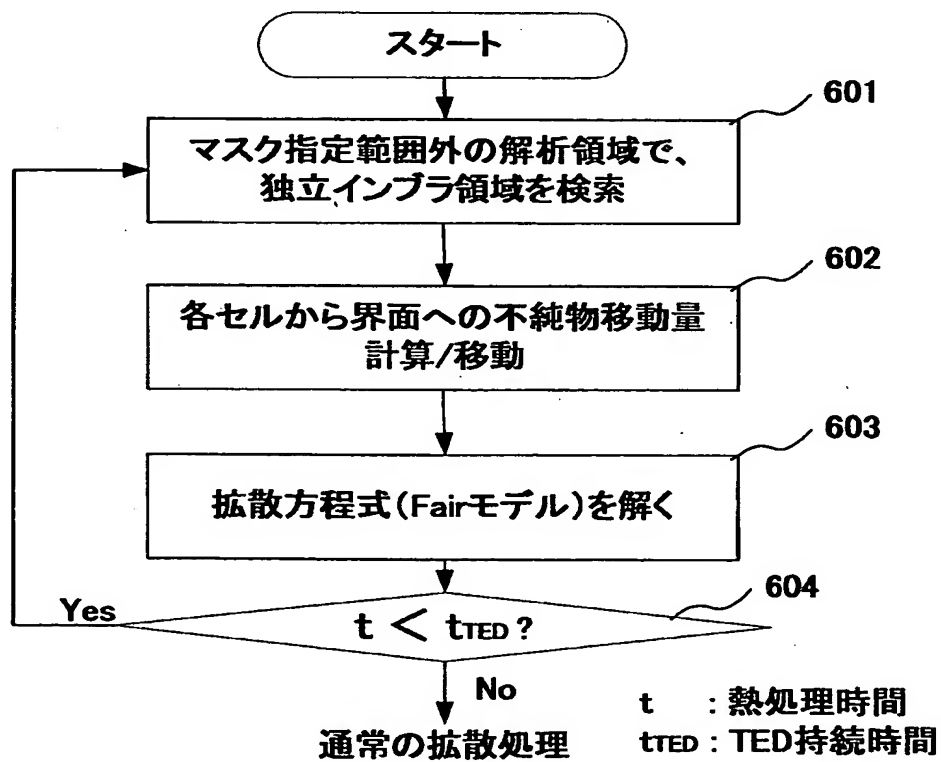 スタート
601
マスク指定範囲外の解析領域で、
独立インプラ領域を検索
602
各セルから界面への不純物移動量
計算/移動
603
拡散方程式(Fairモデル)を解く
604
Yes
t < tTED ?
No
通常の拡散処理
t : 熱処理時間
tTED : TED持続時間